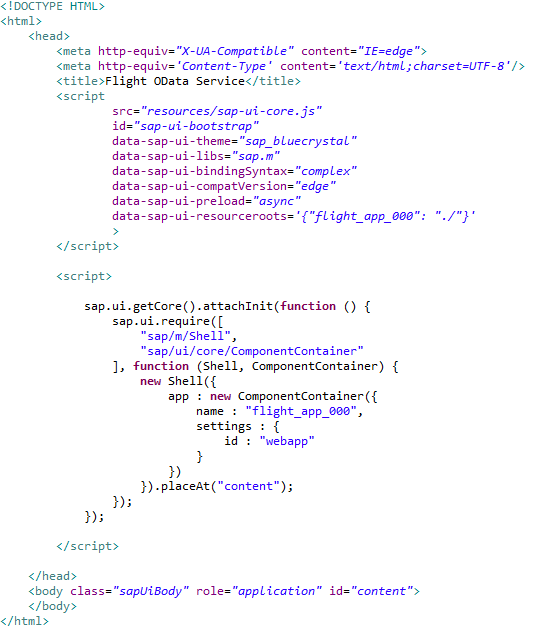 <!DOCTYPE HTML>
<html>
    <head>
        <meta http-equiv="X-UA-Compatible" content="IE=edge">
        <meta http-equiv='Content-Type' content='text/html;charset=UTF-8'/>
        <title>Flight OData Service</title>
        <script
                src="resources/sap-ui-core.js"
                id="sap-ui-bootstrap"
                data-sap-ui-theme="sap_bluecrystal"
                data-sap-ui-libs="sap.m"
                data-sap-ui-bindingSyntax="complex"
                data-sap-ui-compatVersion="edge"
                data-sap-ui-preload="async"
                data-sap-ui-resourceroots='{"flight_app_000": "./"}'
                >
        </script>

        <script>

            sap.ui.getCore().attachInit(function () {
                sap.ui.require([
                    "sap/m/Shell",
                    "sap/ui/core/ComponentContainer"
                ], function (Shell, ComponentContainer) {
                    new Shell({
                        app : new ComponentContainer({
                            name : "flight_app_000",
                            settings : {
                                id : "webapp"
                            }
                        })
                    }).placeAt("content");
                });
            });

        </script>

    </head>
    <body class="sapUiBody" role="application" id="content">
    </body>
</html>